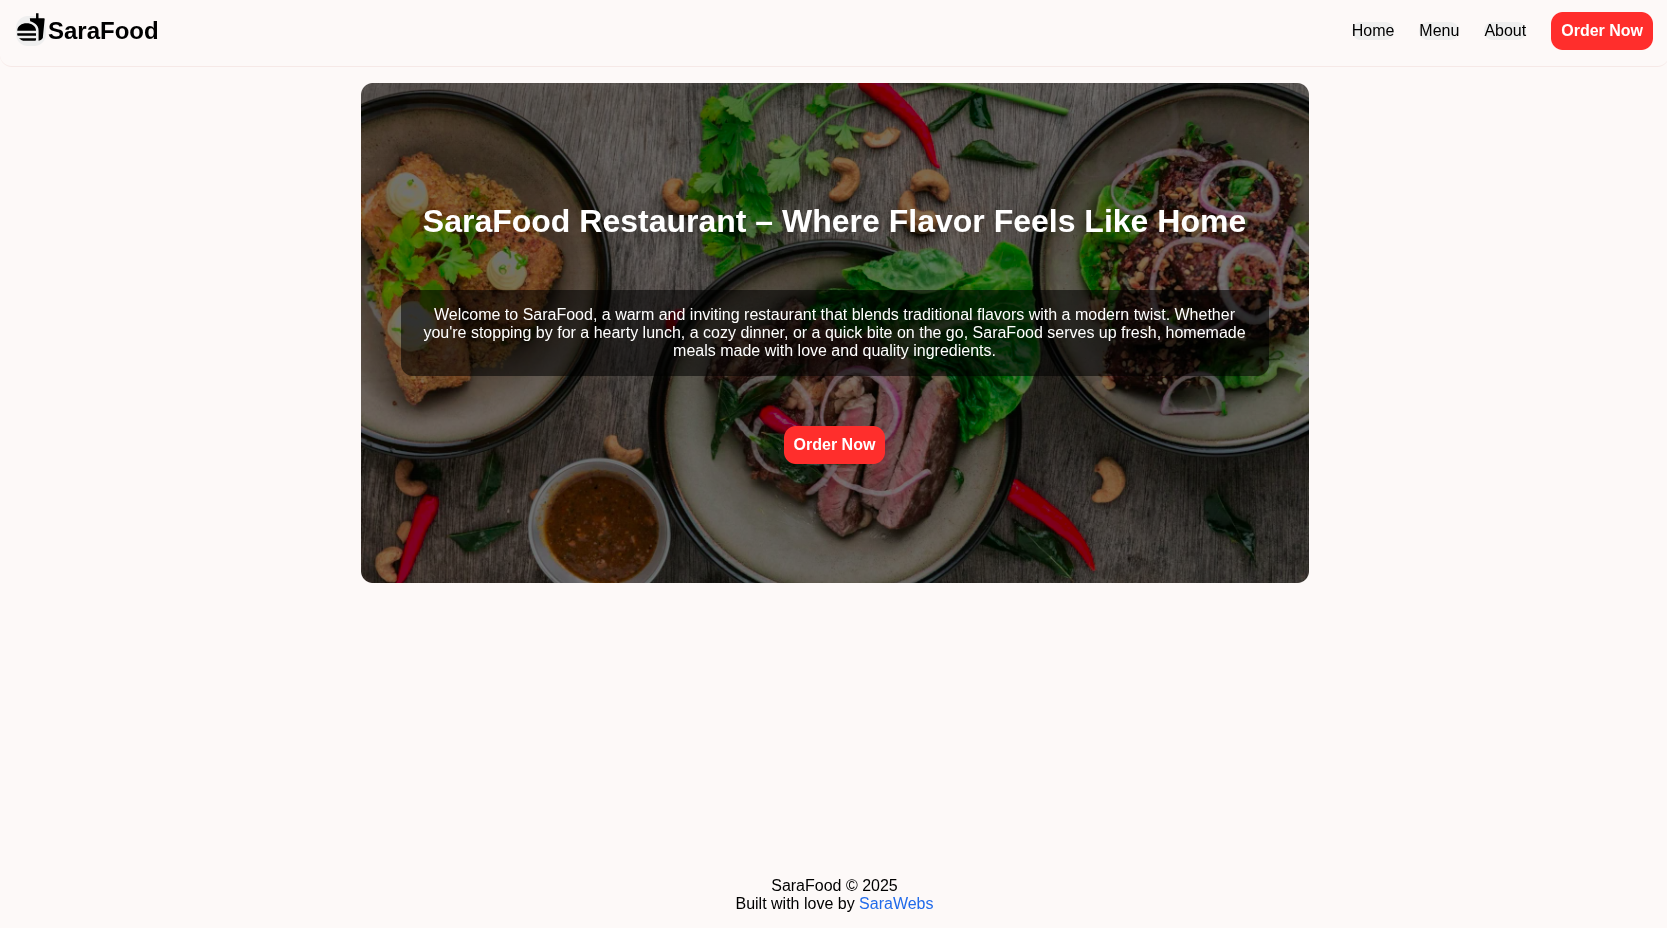 SaraFood
Home
Menu
About
Order Now
SaraFood Restaurant – Where Flavor Feels Like Home
Welcome to SaraFood, a warm and inviting restaurant that blends traditional flavors with a modern twist. Whether
you're stopping by for a hearty lunch, a cozy dinner, or a quick bite on the go, SaraFood serves up fresh, homemade
meals made with love and quality ingredients.
Order Now
SaraFood © 2025
Built with love by SaraWebs